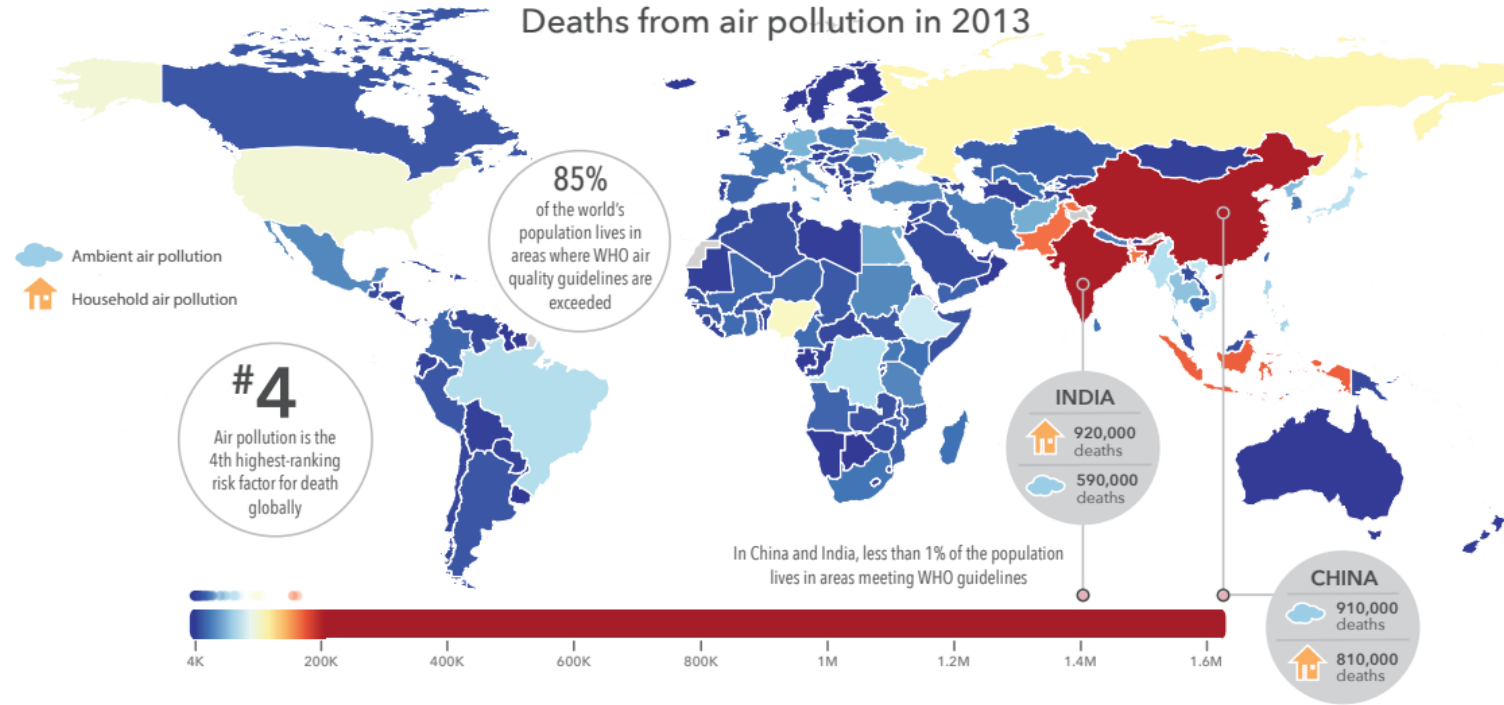 Deaths from air pollution in 2013
85%
of the world's
population lives in
areas where WHO air
quality guidelines are
exceeded
Ambient air pollution
Household air pollution
#4
Air pollution is the
4th highest-ranking
risk factor for death
globally
INDIA
920,000
deaths
590,000
deaths
In China and India, less than 1% of the population
lives in areas meeting WHO guidelines
CHINA
910,000
deaths
810,000
deaths
4K 200K 400K 600K 800K 1M 1.2M 1.4M 1.6M